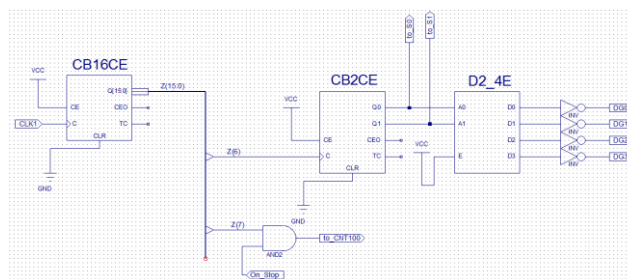 to_S0
to_S1
CB16CE
CB2CE
D2_4E
VCC
Q[15:0]
Z(15:0)
CE
CEO
CLK1
C
TC
CLR
GND
VCC
Q0
Q1
CE
CEO
Z(6)
C
TC
CLR
GND
A0
A1
VCC
E
D0
D1
D2
D3
INV
INV
INV
INV
DG0
DG1
DG2
DG3
Z(7)
AND2
to_CNT100
On_Stop